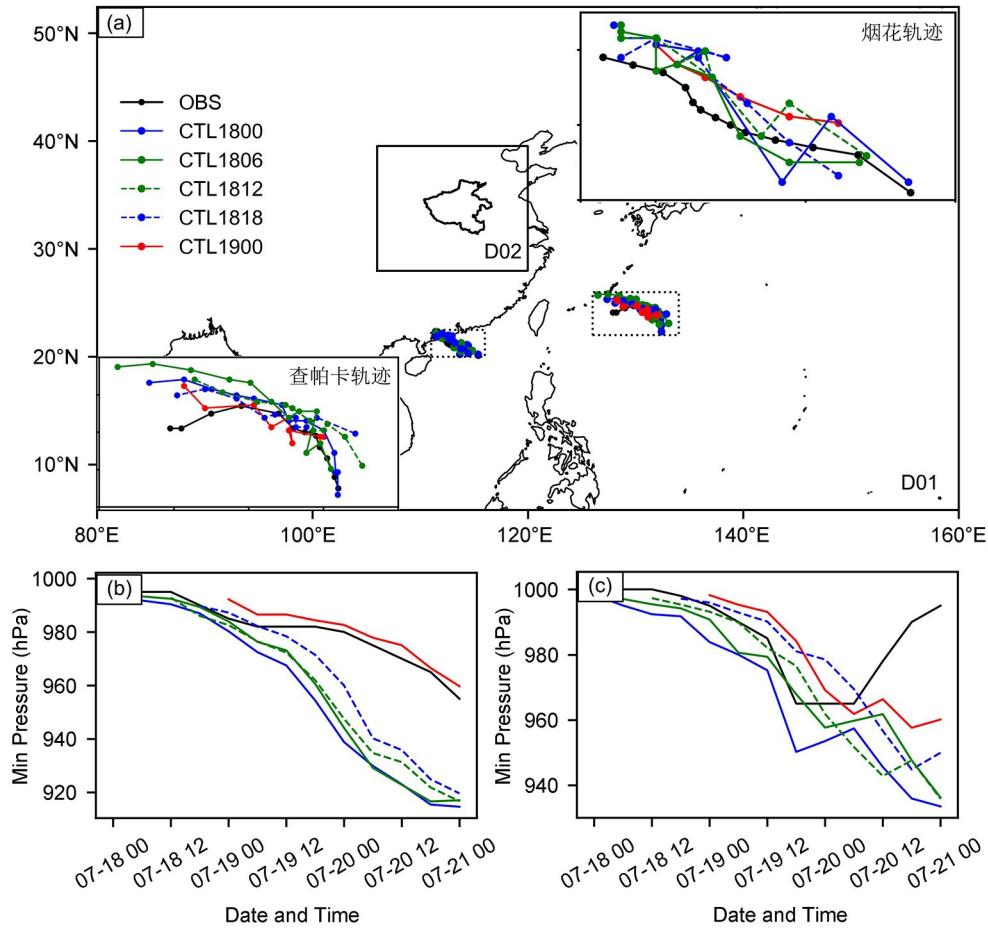 (a)
烟花轨迹
50°N
40°N
30°N
20°N
10°N
OBS
CTL1800
CTL1806
CTL1812
CTL1818
CTL1900
D02
查帕卡轨迹
D01
80°E
100°E
120°E
140°E
160°E
(b)
Min Pressure (hPa)
1000
980
960
940
920
07-18 00
07-18 12
07-19 00
07-19 12
07-20 00
07-20 12
07-21 00
Date and Time
(c)
Min Pressure (hPa)
1000
980
960
940
07-18 00
07-18 12
07-19 00
07-19 12
07-20 00
07-20 12
07-21 00
Date and Time